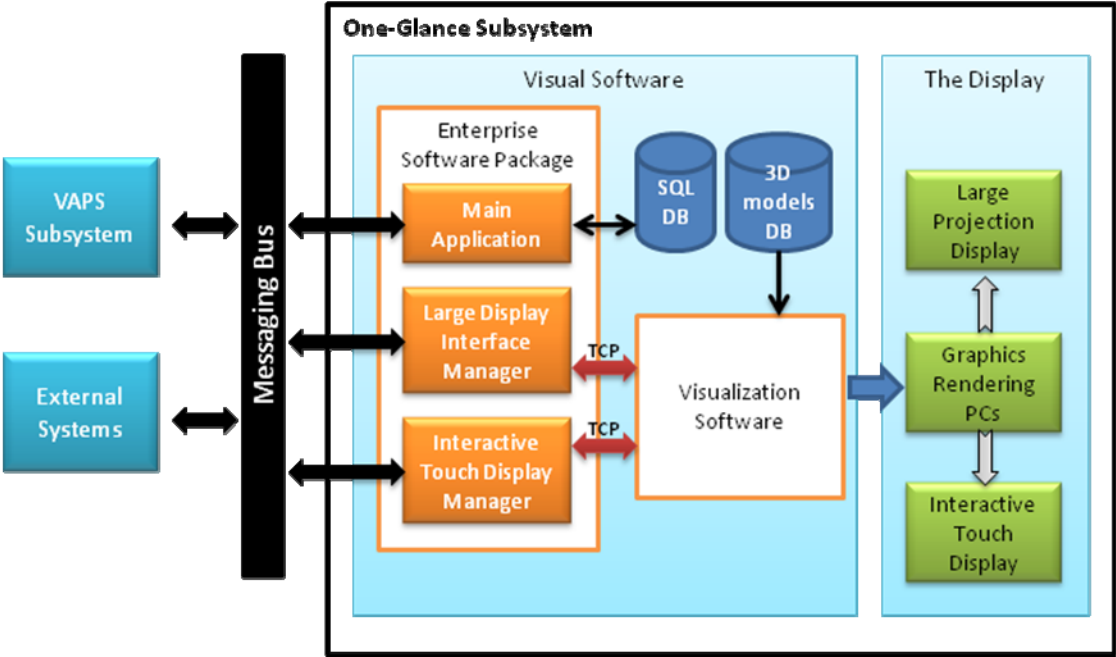 One-Glance Subsystem
Visual Software
The Display
Enterprise
Software Package
VAPS
Subsystem
External
Systems
Messaging Bus
Main
Application
Large Display
Interface
Manager
Interactive
Touch Display
Manager
SQL
DB
3D
models
DB
TCP
TCP
Visualization
Software
Large
Projection
Display
Graphics
Rendering
PCs
Interactive
Touch
Display